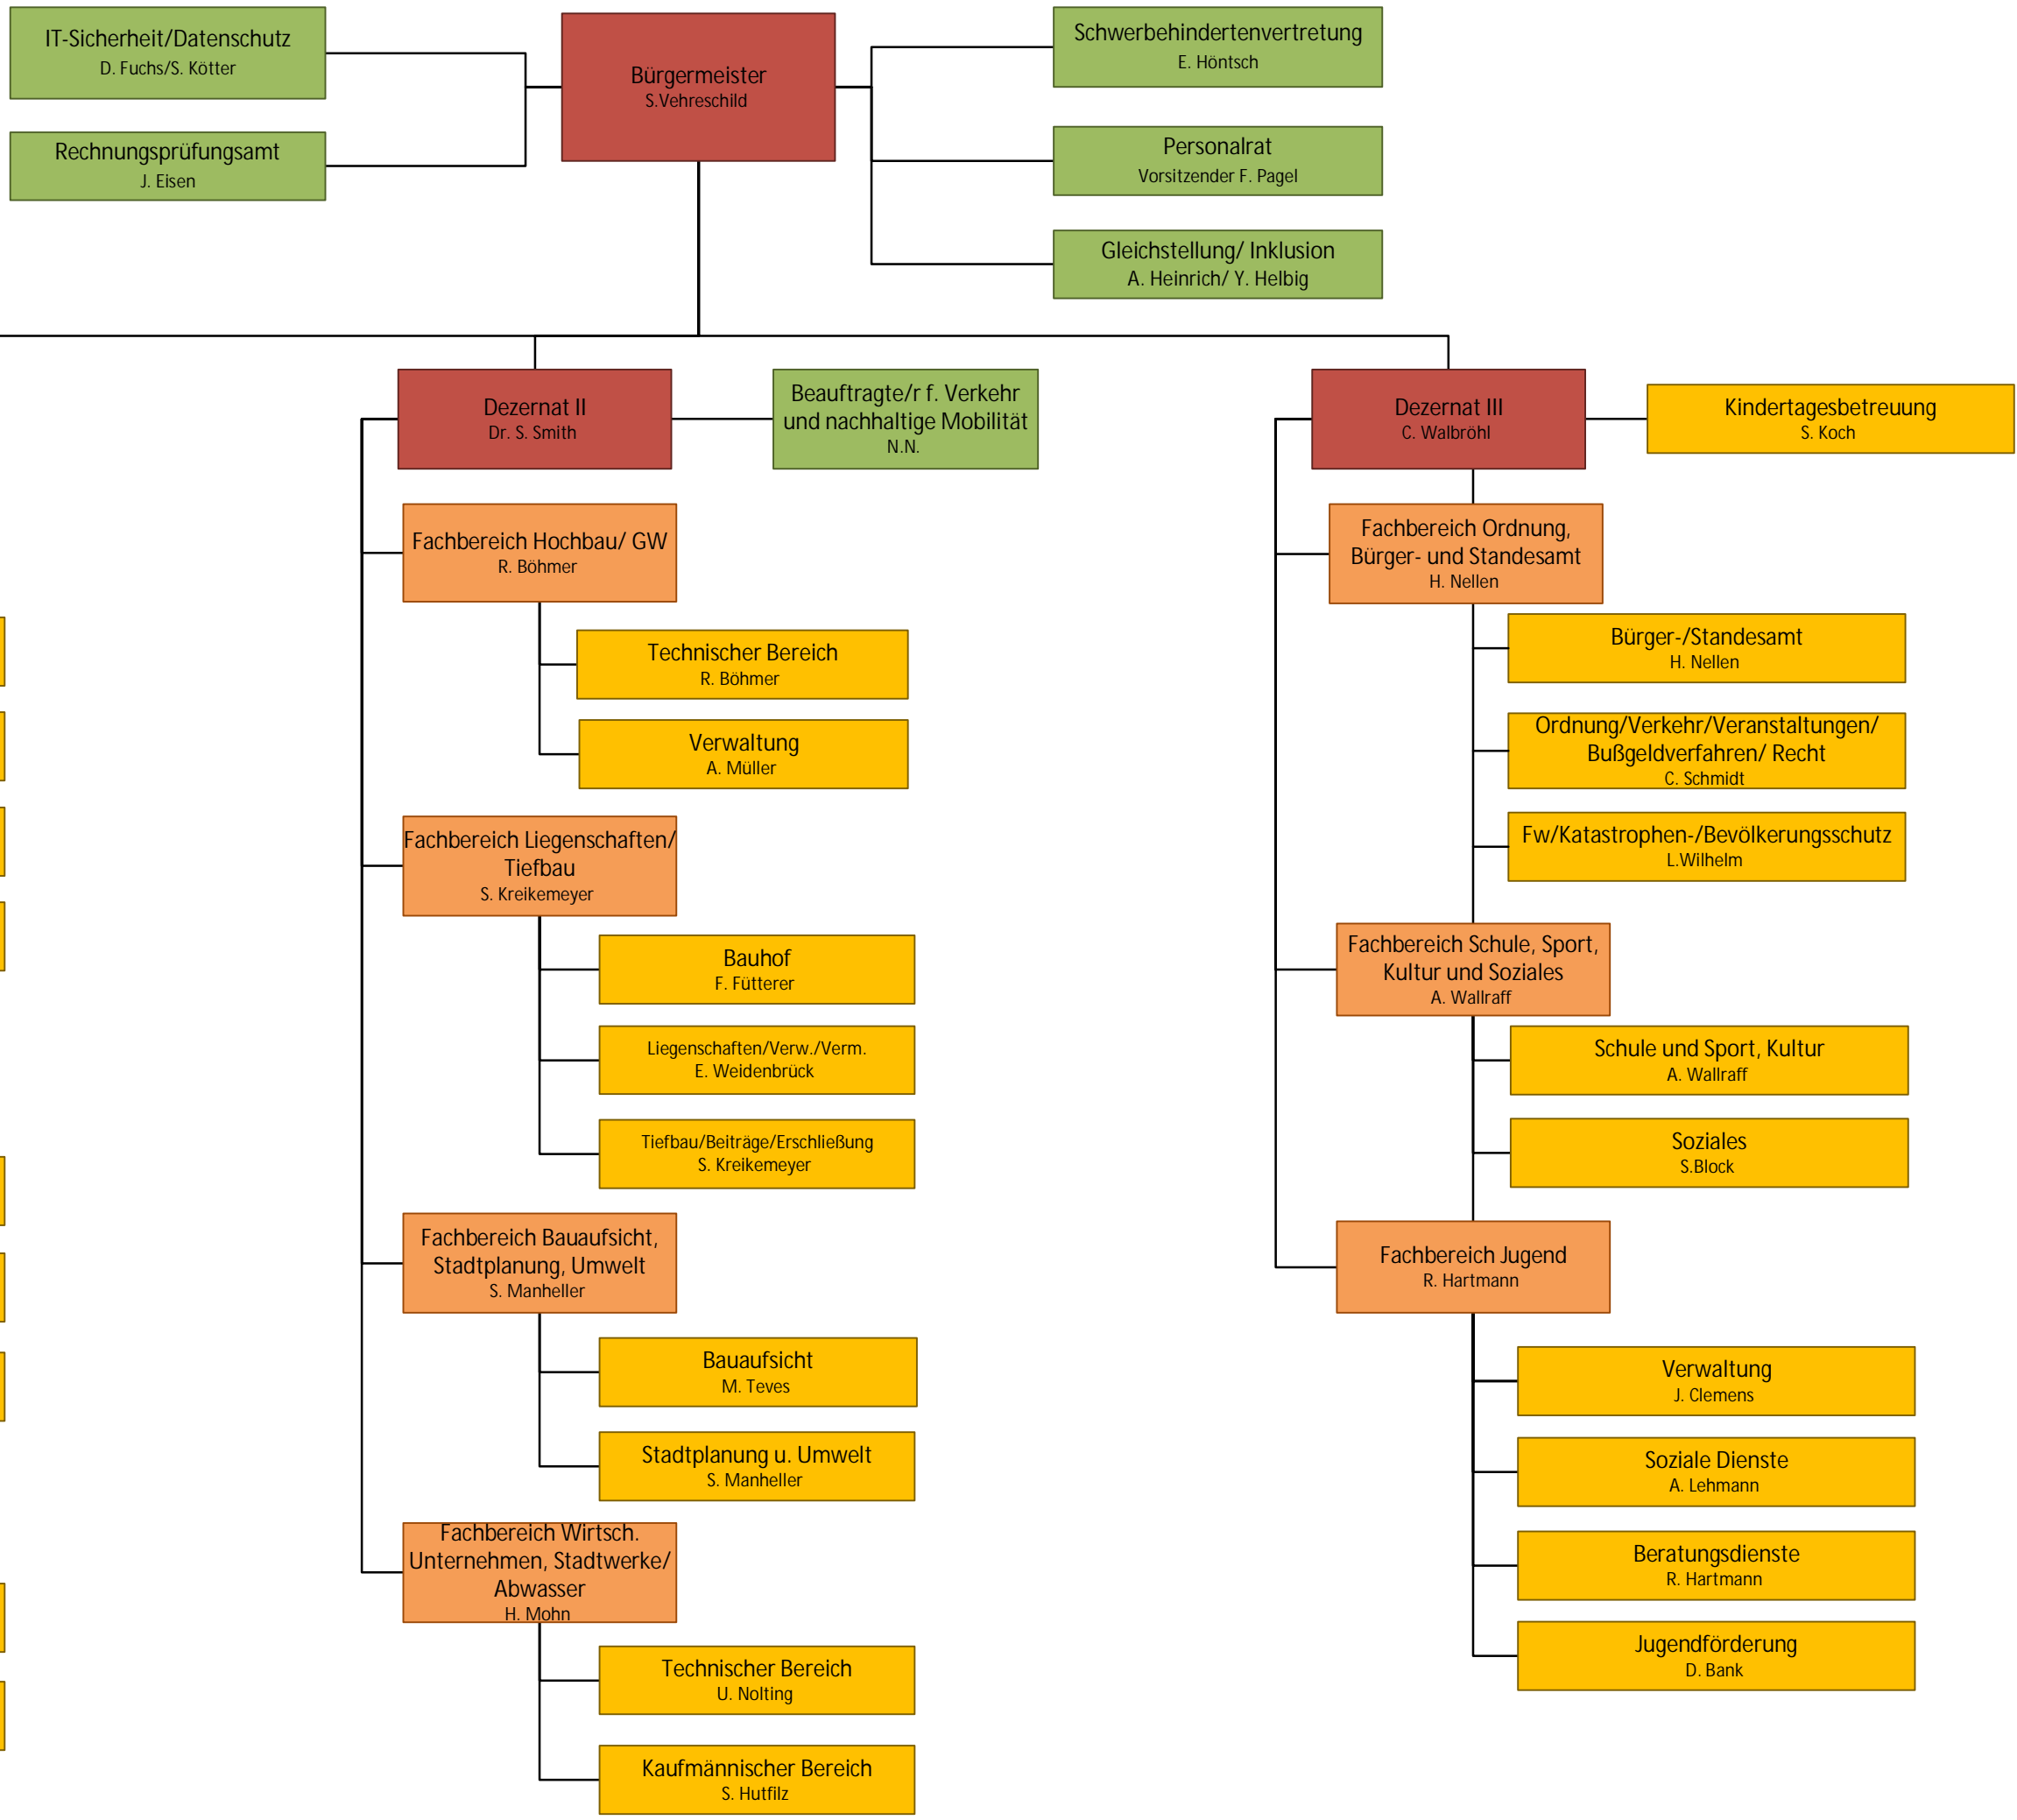 IT-Sicherheit/Datenschutz
D. Fuchs/S. Kötter
Rechnungsprüfungsamt
J. Eisen
Bürgermeister
S.Vehreschild
Schwerbehindertenvertretung
E. Höntsch
Personalrat
Vorsitzender F. Pagel
Gleichstellung/ Inklusion
A. Heinrich/ Y. Helbig
Dezernat II
Dr. S. Smith
Beauftragte/r f. Verkehr
und nachhaltige Mobilität
N.N.
Fachbereich Hochbau/ GW
R. Böhmer
Technischer Bereich
R. Böhmer
Verwaltung
A. Müller
Fachbereich Liegenschaften/
Tiefbau
S. Kreikemeyer
Bauhof
F. Fütterer
Liegenschaften/Verw./Verm.
E. Weidenbrück
Tiefbau/Beiträge/Erschließung
S. Kreikemeyer
Fachbereich Bauaufsicht,
Stadtplanung, Umwelt
S. Manheller
Bauaufsicht
M. Teves
Stadtplanung u. Umwelt
S. Manheller
Fachbereich Wirtsch.
Unternehmen, Stadtwerke/
Abwasser
H. Mohn
Technischer Bereich
U. Nolting
Kaufmännischer Bereich
S. Hutfilz
Dezernat III
C. Walbröhl
Kindertagesbetreuung
S. Koch
Fachbereich Ordnung,
Bürger- und Standesamt
H. Nellen
Bürger-/Standesamt
H. Nellen
Ordnung/Verkehr/Veranstaltungen/
Bußgeldverfahren/ Recht
C. Schmidt
Fw/Katastrophen-/Bevölkerungsschutz
L.Wilhelm
Fachbereich Schule, Sport,
Kultur und Soziales
A. Wallraff
Schule und Sport, Kultur
A. Wallraff
Soziales
S.Block
Fachbereich Jugend
R. Hartmann
Verwaltung
J. Clemens
Soziale Dienste
A. Lehmann
Beratungsdienste
R. Hartmann
Jugendförderung
D. Bank